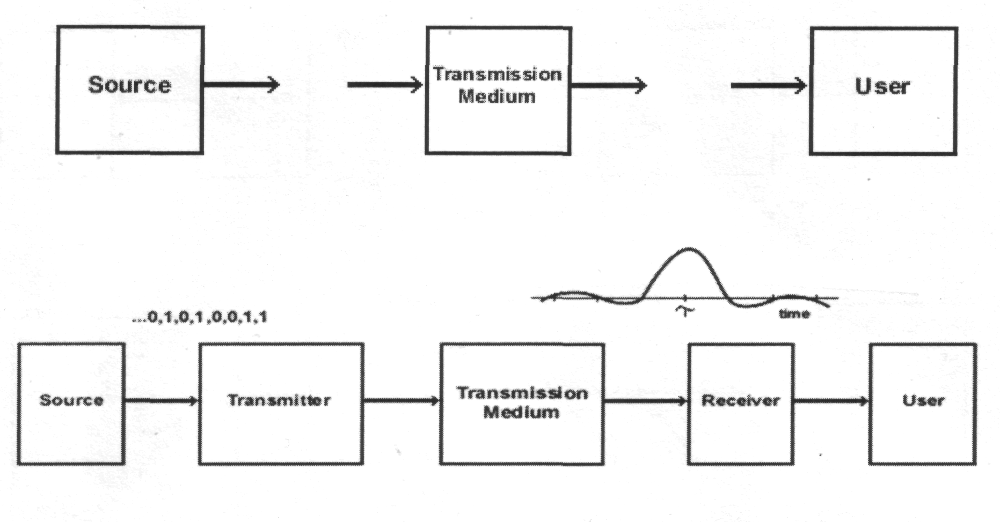 Source
Transmission
Medium
User
...0,1,0,1,0,0,1,1
τ
time
Source
Transmitter
Transmission
Medium
Receiver
User